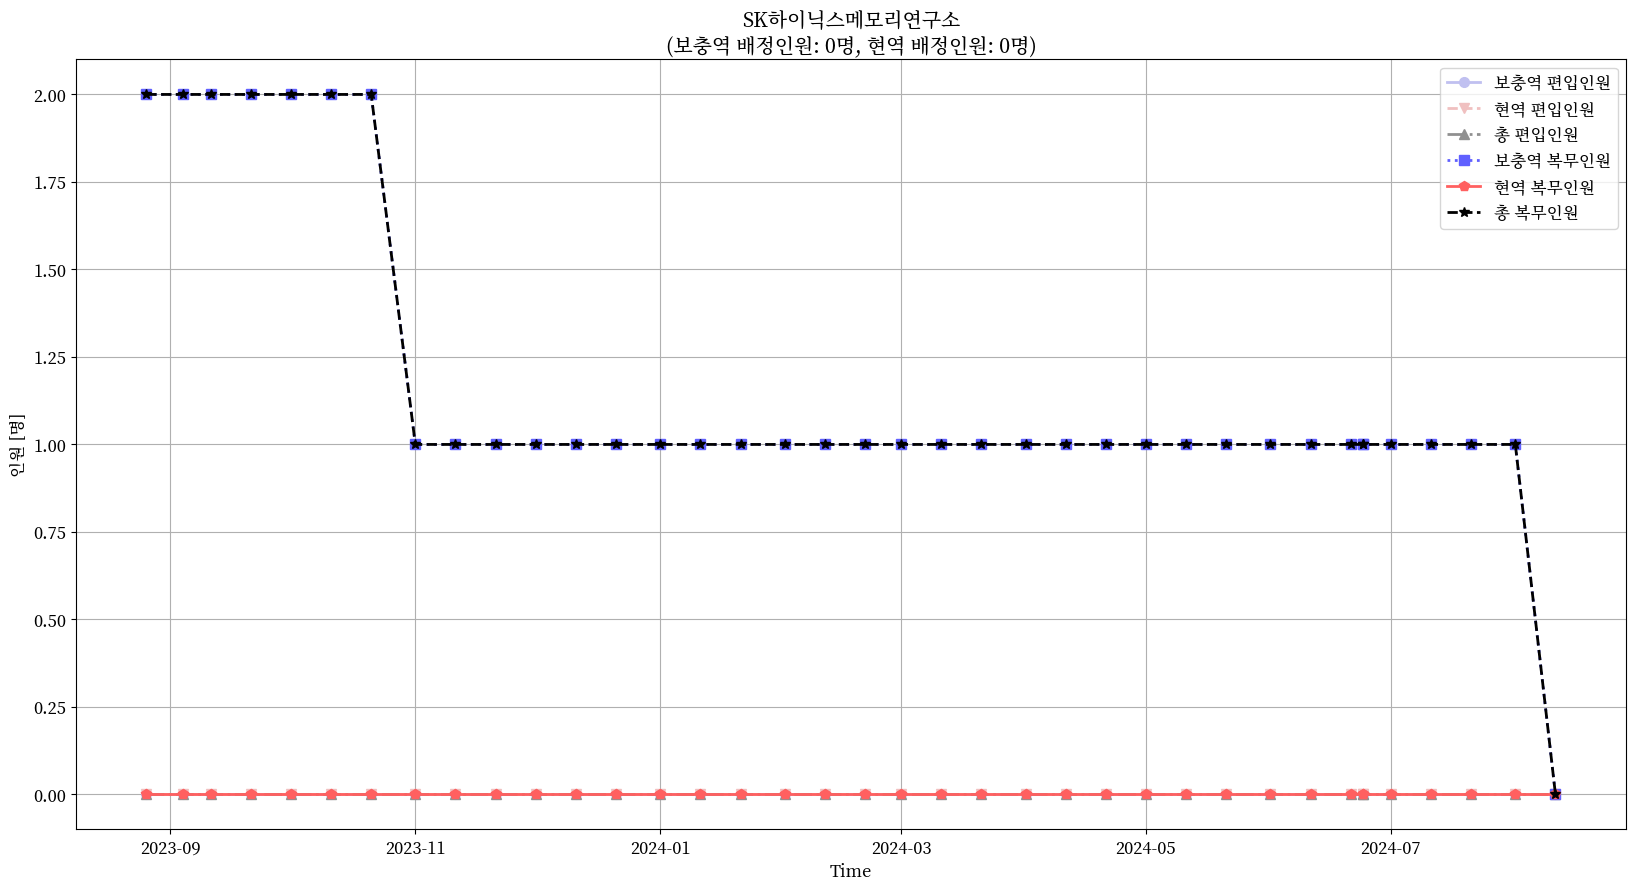 SK하이닉스메모리연구소
(보충역 배정인원: 0명, 현역 배정인원: 0명)
보충역 편입인원
현역 편입인원
총 편입인원
보충역 복무인원
현역 복무인원
총 복무인원
인원 [명]
2.00
1.75
1.50
1.25
1.00
0.75
0.50
0.25
0.00
2023-09
2023-11
2024-01
2024-03
2024-05
2024-07
Time